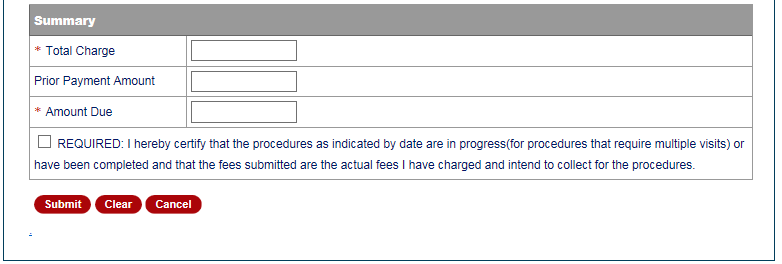 Summary
* Total Charge
Prior Payment Amount
* Amount Due
REQUIRED: I hereby certify that the procedures as indicated by date are in progress(for procedures that require multiple visits) or
have been completed and that the fees submitted are the actual fees I have charged and intend to collect for the procedures.
Submit Clear Cancel
.